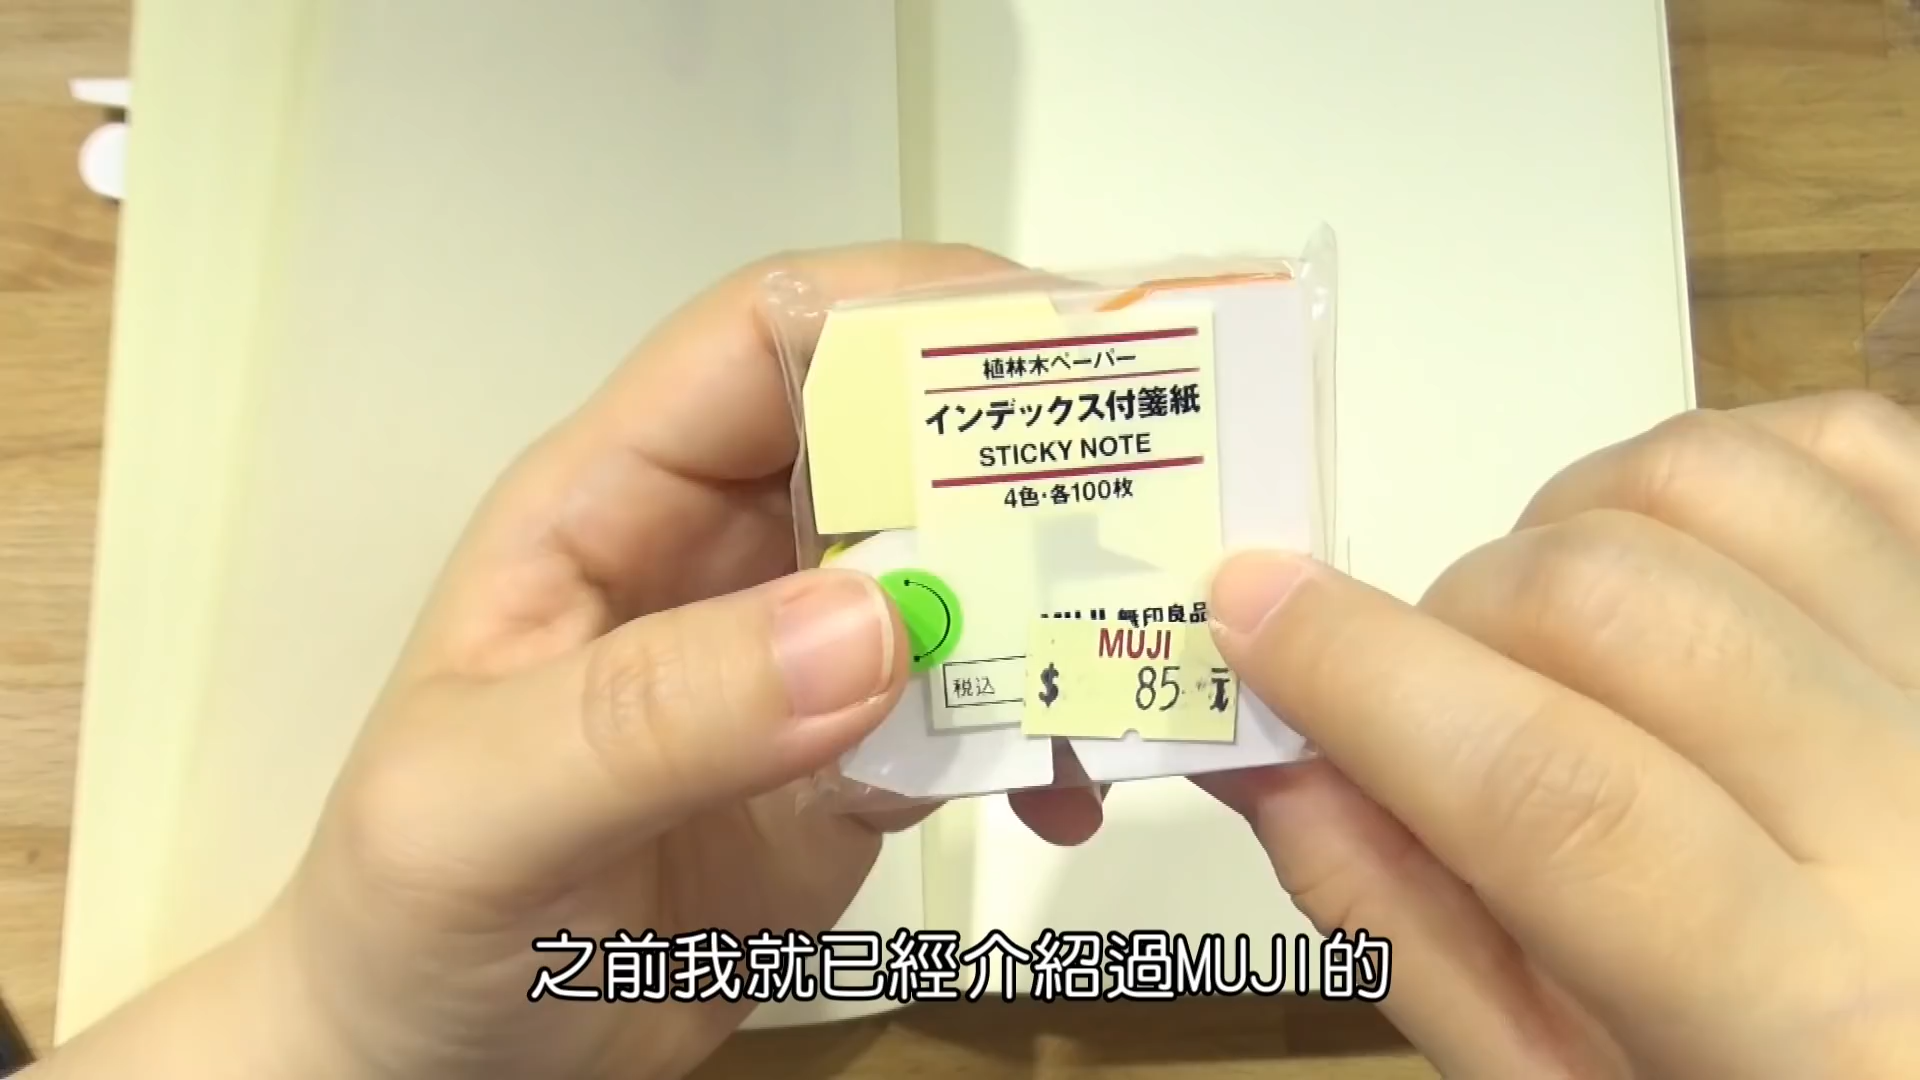 植林木ペーパー
インデックス付箋紙
STICKY NOTE
4色・各100枚
MUJI 無印良品
MUJI
税込
$ 85 元
之前我就已經介紹過MUJI的